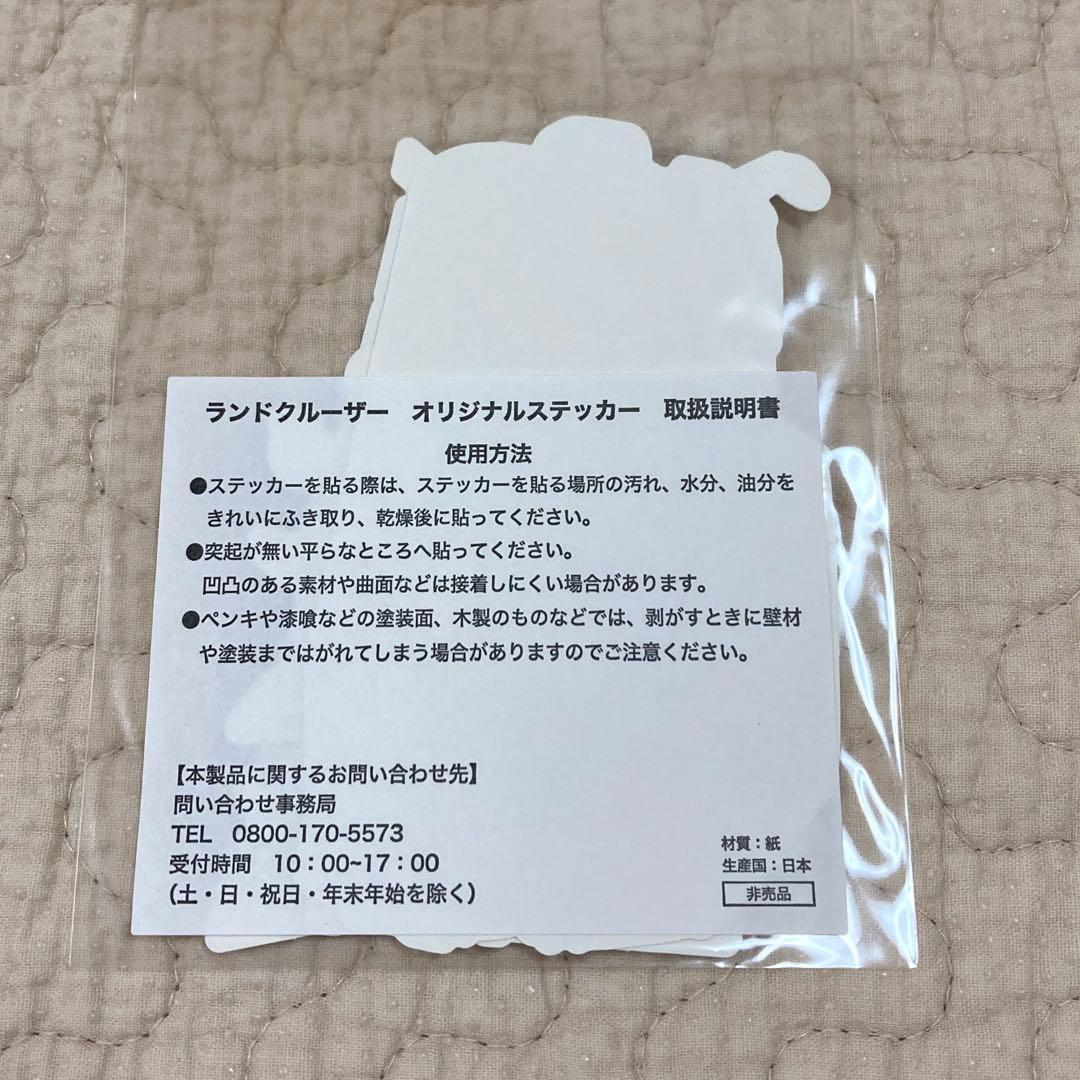 ランドクルーザー　オリジナルステッカー　取扱説明書
使用方法
●ステッカーを貼る際は、ステッカーを貼る場所の汚れ、水分、油分を
きれいにふき取り、乾燥後に貼ってください。
●突起が無い平らなところへ貼ってください。
凹凸のある素材や曲面などは接着しにくい場合があります。
●ペンキや漆喰などの塗装面、木製のものなどでは、剥がすときに壁材
や塗装まではがれてしまう場合がありますのでご注意ください。
【本製品に関するお問い合わせ先】
問い合わせ事務局
TEL　0800-170-5573
受付時間　10：00~17：00
（土・日・祝日・年末年始を除く）
材質：紙
生産国：日本
非売品